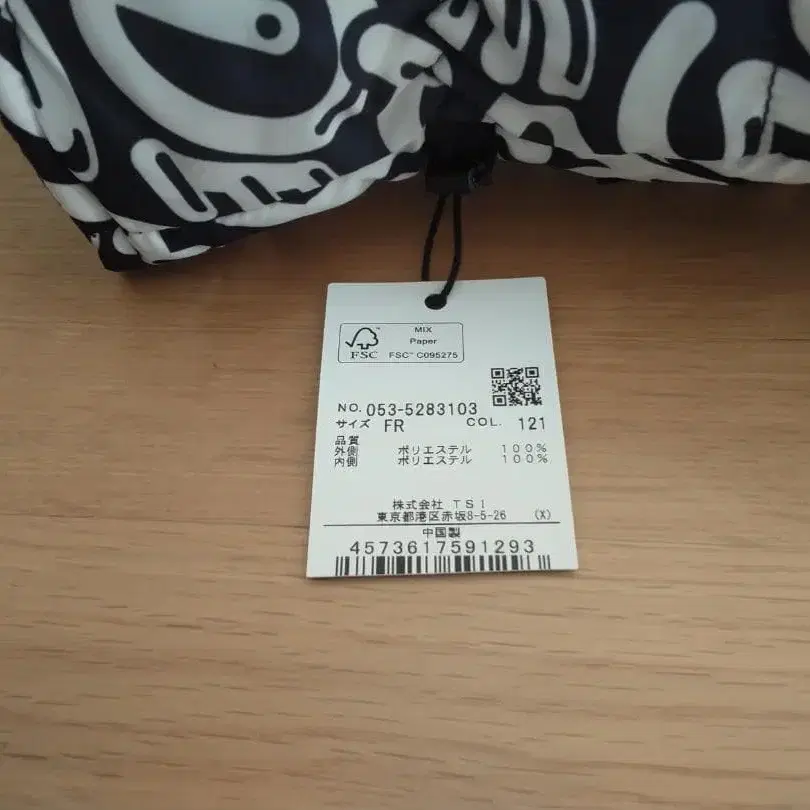 MIX
Paper
FSC™ C095275
FSC
NO. 053-5283103
サイズ FR COL. 121
品質
外側 ポリエステル 100%
内側 ポリエステル 100%
株式会社 TSI
東京都港区赤坂8-5-26 (X)
中国製
4573617591293